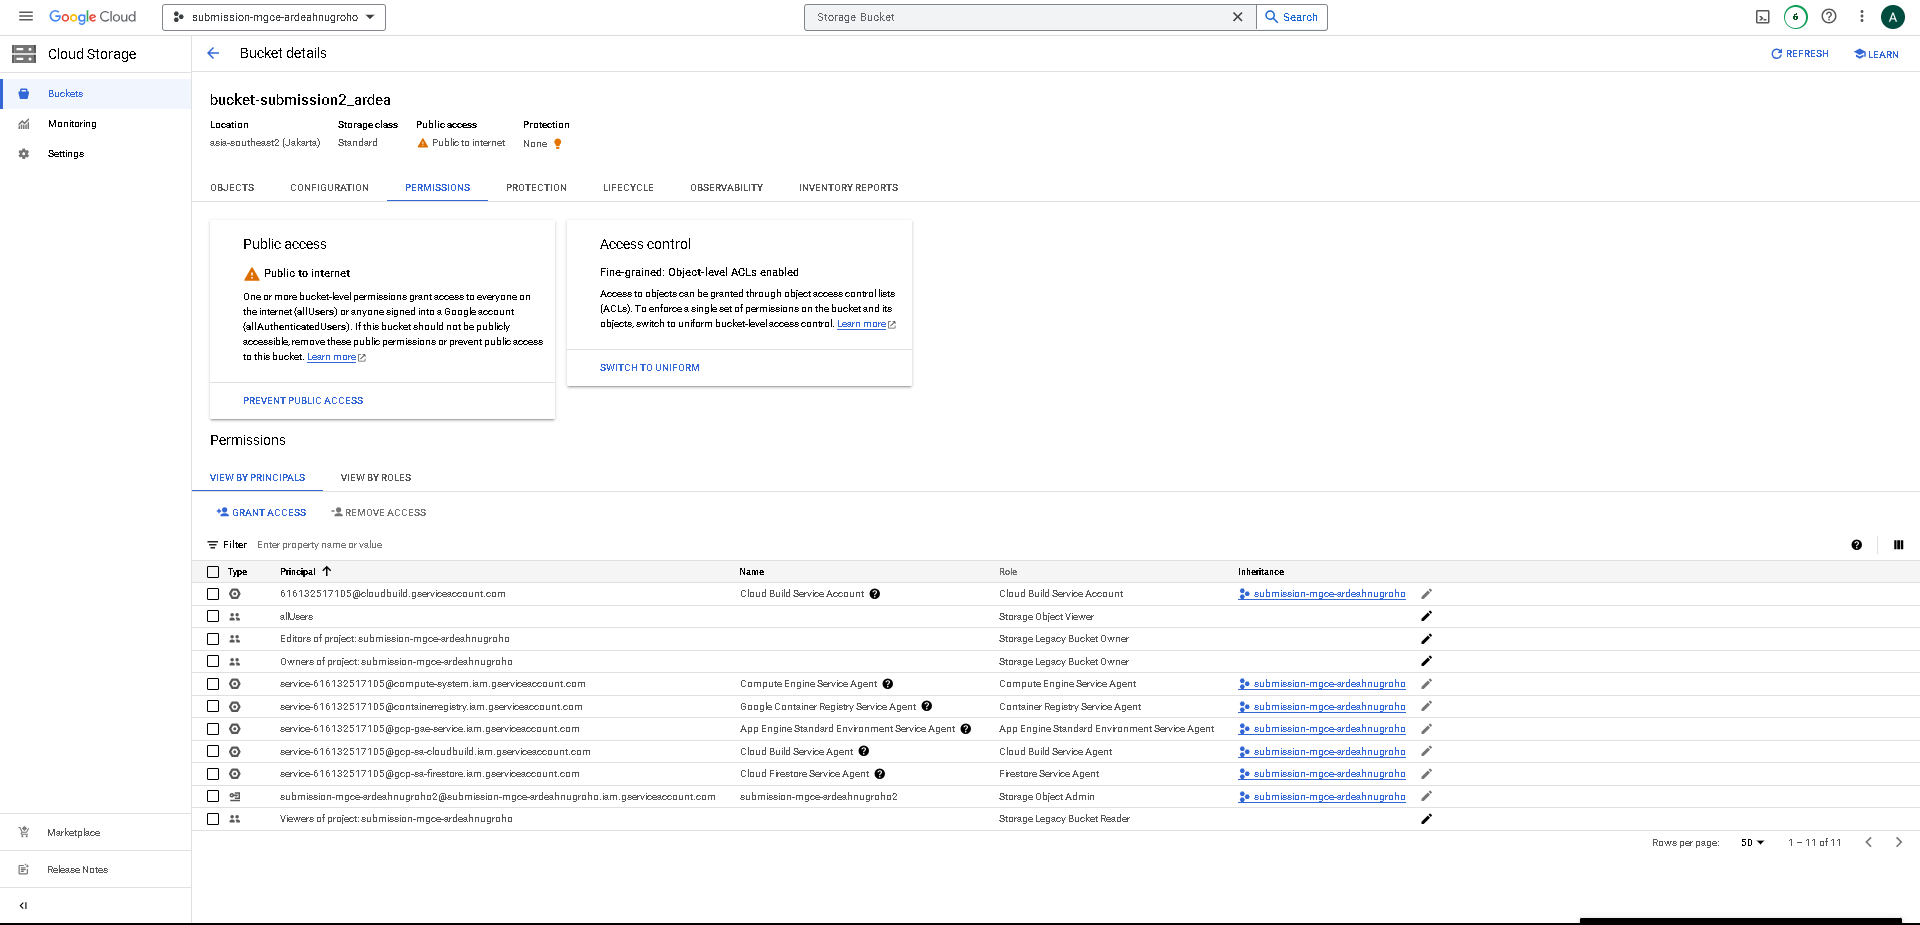 Google Cloud
submission-mgce-ardeahnugroho
Storage Bucket
Search
6
A
Cloud Storage
Bucket details
REFRESH
LEARN
Buckets
Monitoring
Settings
bucket-submission2_ardea
Location Storage class Public access Protection
asia-southeast2 (Jakarta) Standard Public to internet None
OBJECTS CONFIGURATION PERMISSIONS PROTECTION LIFECYCLE OBSERVABILITY INVENTORY REPORTS
Public access
Public to internet
One or more bucket-level permissions grant access to everyone on
the internet (allUsers) or anyone signed into a Google account
(allAuthenticatedUsers). If this bucket should not be publicly
accessible, remove these public permissions or prevent public access
to this bucket. Learn more
PREVENT PUBLIC ACCESS
Access control
Fine-grained: Object-level ACLs enabled
Access to objects can be granted through object access control lists
(ACLs). To enforce a single set of permissions on the bucket and its
objects, switch to uniform bucket-level access control. Learn more
SWITCH TO UNIFORM
Permissions
VIEW BY PRINCIPALS VIEW BY ROLES
GRANT ACCESS REMOVE ACCESS
Filter Enter property name or value
Type Principal Name Role Inheritance
616132517105@cloudbuild.gserviceaccount.com Cloud Build Service Account Cloud Build Service Account submission-mgce-ardeahnugroho
allUsers Storage Object Viewer
Editors of project: submission-mgce-ardeahnugroho Storage Legacy Bucket Owner
Owners of project: submission-mgce-ardeahnugroho Storage Legacy Bucket Owner
service-616132517105@compute-system.iam.gserviceaccount.com Compute Engine Service Agent Compute Engine Service Agent submission-mgce-ardeahnugroho
service-616132517105@containerregistry.iam.gserviceaccount.com Google Container Registry Service Agent Container Registry Service Agent submission-mgce-ardeahnugroho
service-616132517105@gcp-gae-service.iam.gserviceaccount.com App Engine Standard Environment Service Agent App Engine Standard Environment Service Agent submission-mgce-ardeahnugroho
service-616132517105@gcp-sa-cloudbuild.iam.gserviceaccount.com Cloud Build Service Agent Cloud Build Service Agent submission-mgce-ardeahnugroho
service-616132517105@gcp-sa-firestore.iam.gserviceaccount.com Cloud Firestore Service Agent Firestore Service Agent submission-mgce-ardeahnugroho
submission-mgce-ardeahnugroho2@submission-mgce-ardeahnugroho.iam.gserviceaccount.com submission-mgce-ardeahnugroho2 Storage Object Admin submission-mgce-ardeahnugroho
Viewers of project: submission-mgce-ardeahnugroho Storage Legacy Bucket Reader
Rows per page: 50 1 – 11 of 11
Marketplace
Release Notes